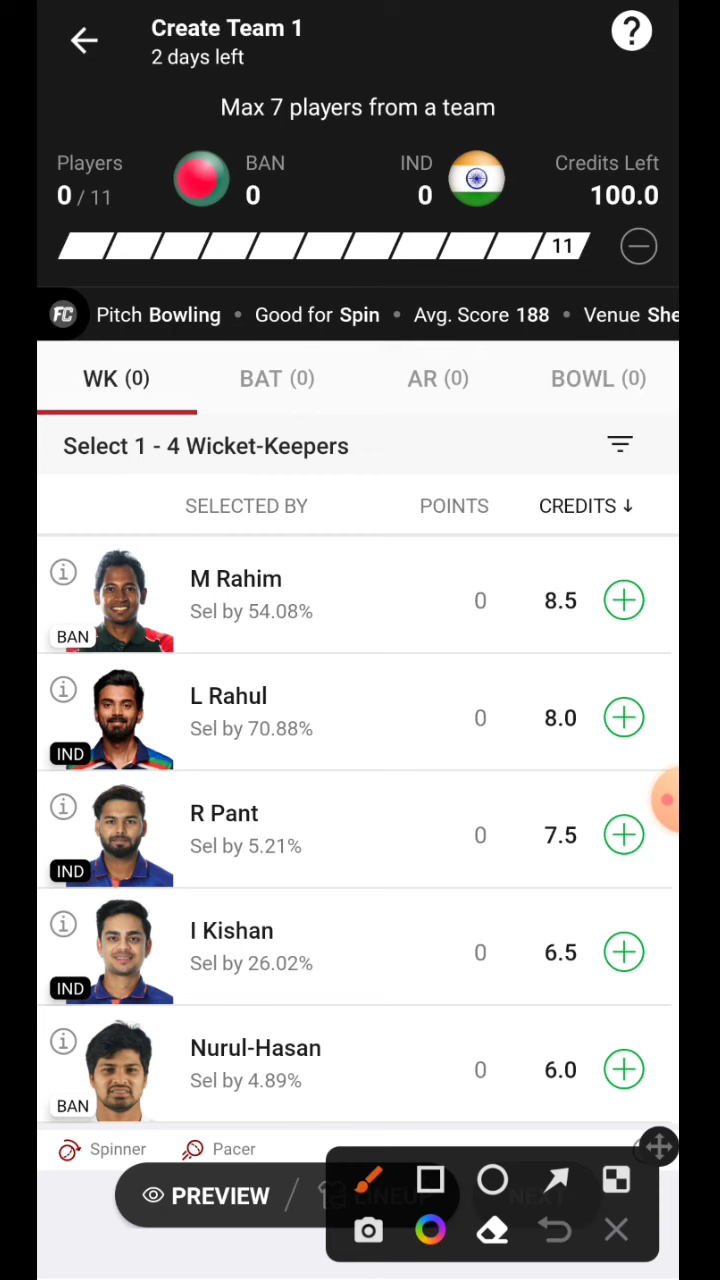 Create Team 1
2 days left
?
Max 7 players from a team
Players BAN IND Credits Left
0 / 11 0 0 100.0
11
FC Pitch Bowling • Good for Spin • Avg. Score 188 • Venue She
WK (0) BAT (0) AR (0) BOWL (0)
Select 1 - 4 Wicket-Keepers
SELECTED BY POINTS CREDITS ↓
M Rahim
Sel by 54.08% 0 8.5
BAN
L Rahul
Sel by 70.88% 0 8.0
IND
R Pant
Sel by 5.21% 0 7.5
IND
I Kishan
Sel by 26.02% 0 6.5
IND
Nurul-Hasan
Sel by 4.89% 0 6.0
BAN
Spinner Pacer
PREVIEW / LINEUP NEXT